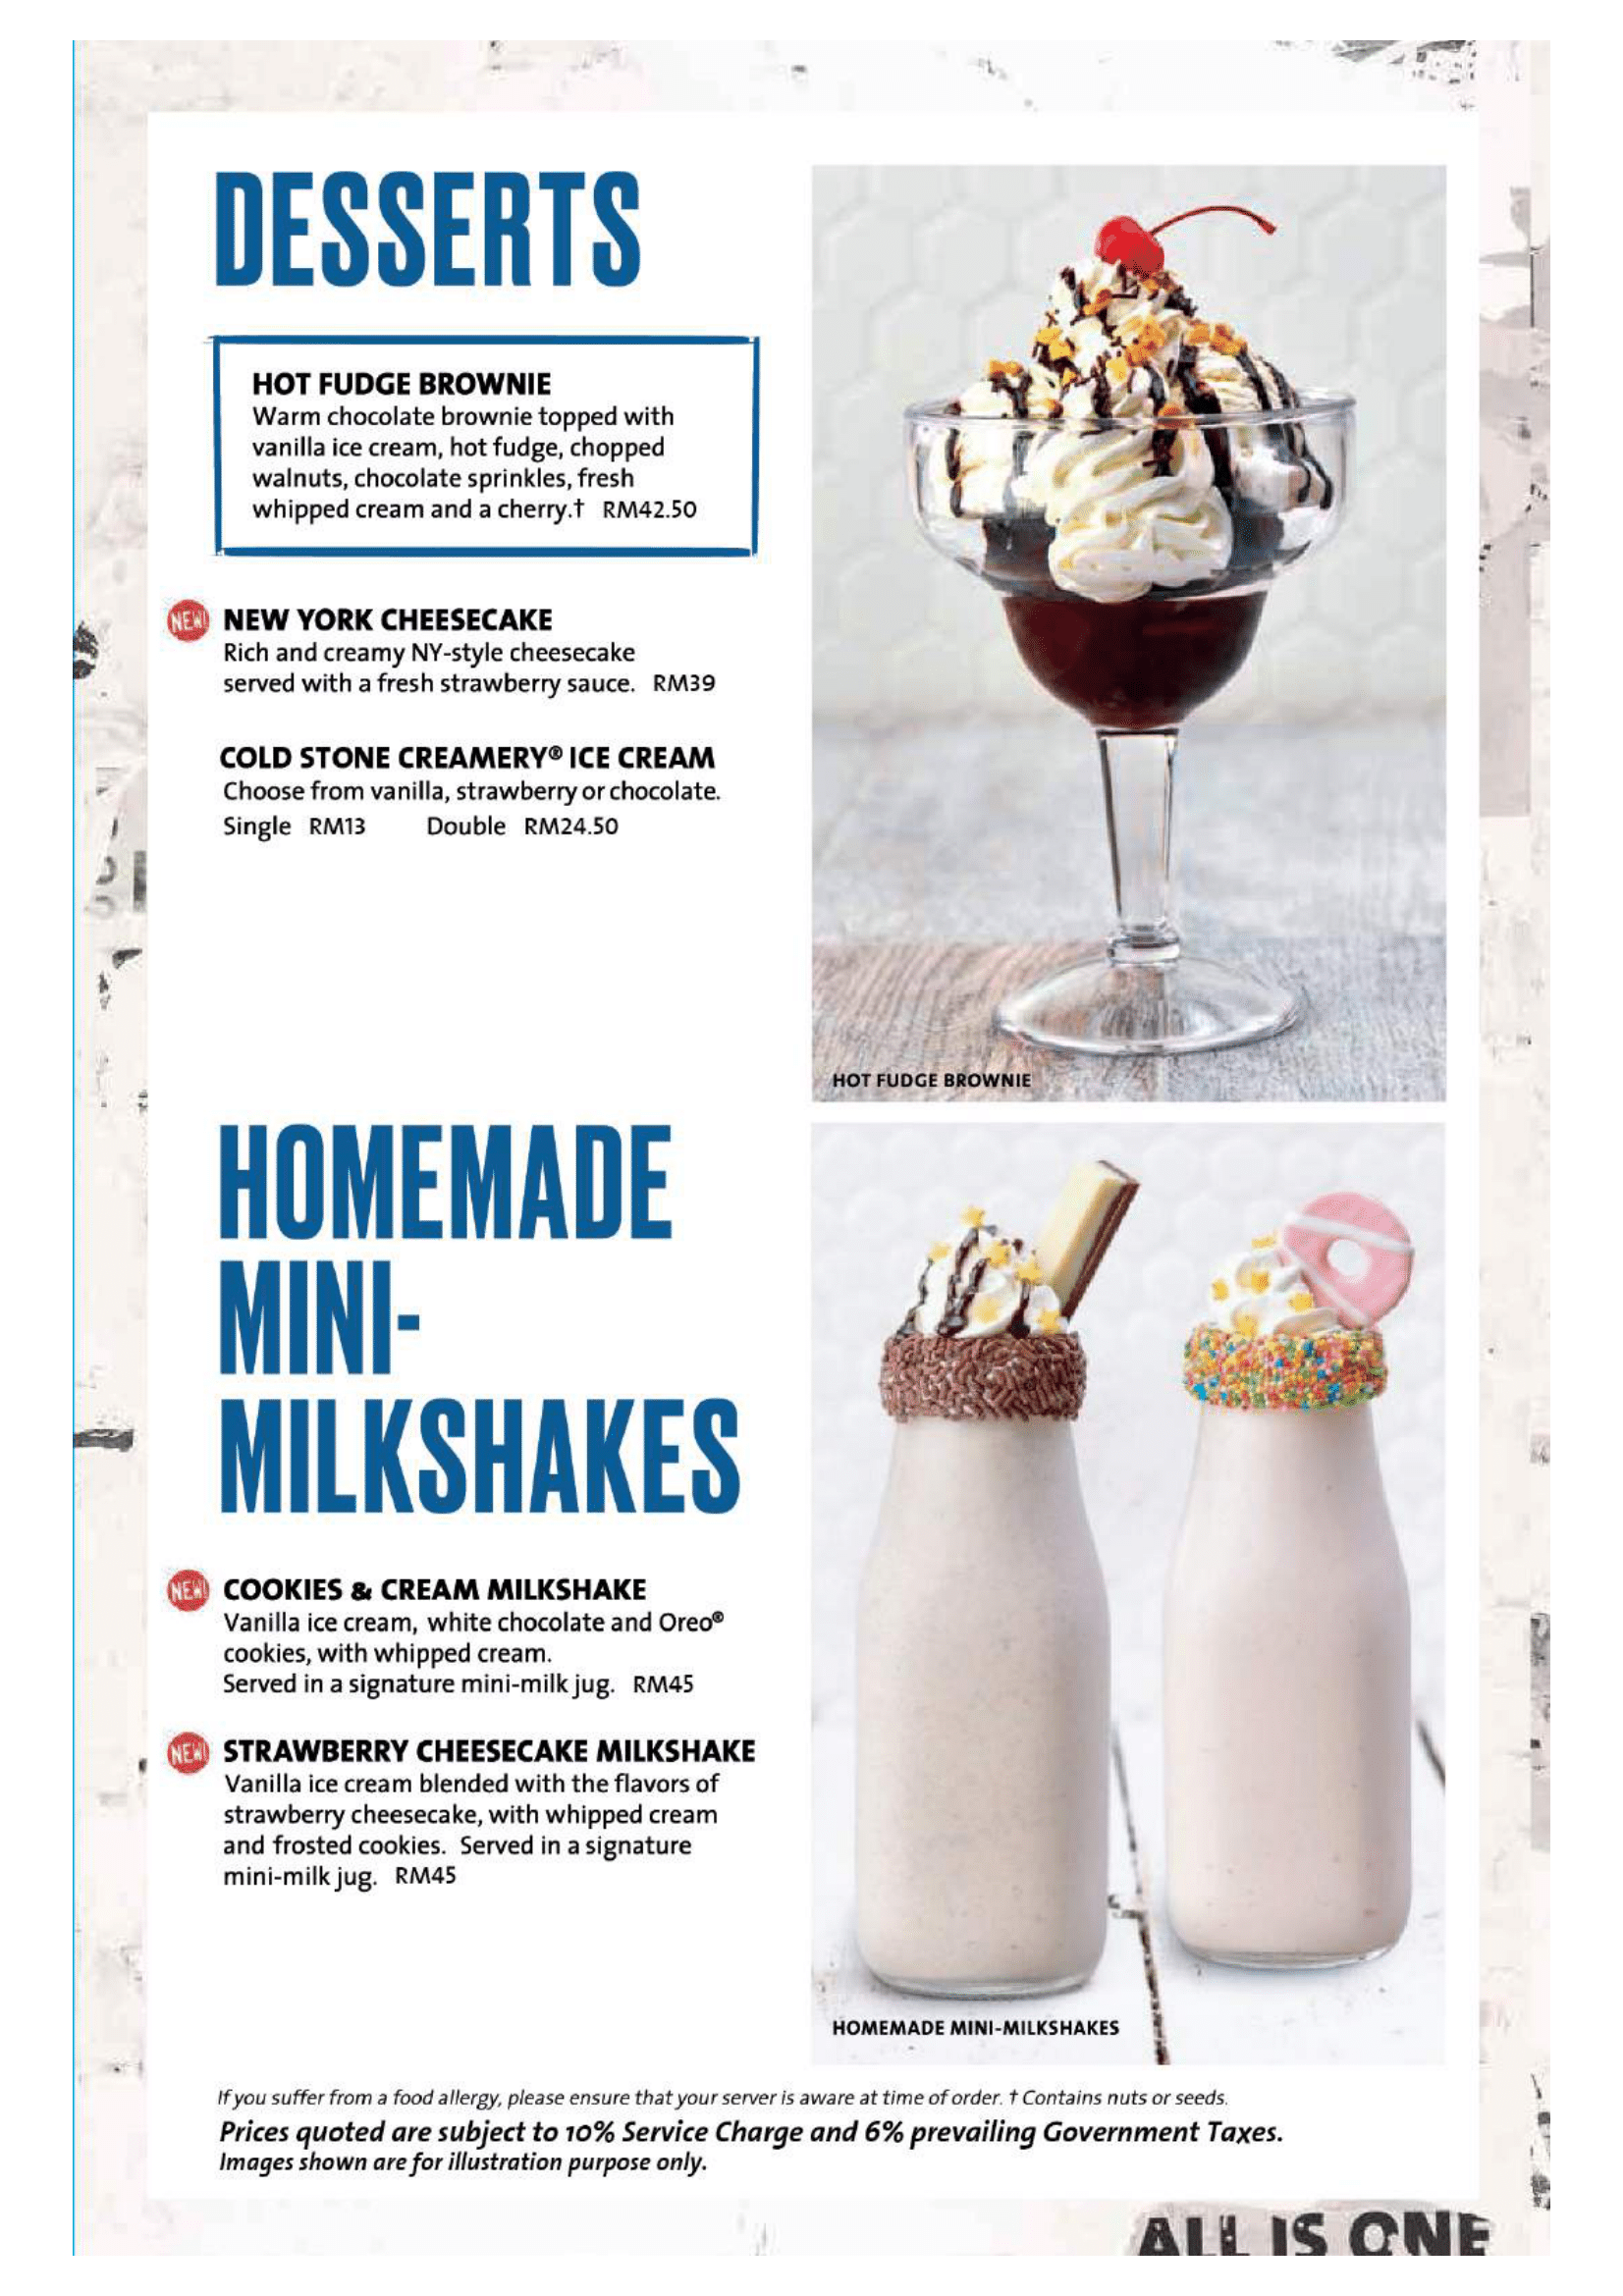 DESSERTS
HOT FUDGE BROWNIE
Warm chocolate brownie topped with
vanilla ice cream, hot fudge, chopped
walnuts, chocolate sprinkles, fresh
whipped cream and a cherry.† RM42.50
NEW! NEW YORK CHEESECAKE
Rich and creamy NY-style cheesecake
served with a fresh strawberry sauce. RM39
COLD STONE CREAMERY® ICE CREAM
Choose from vanilla, strawberry or chocolate.
Single RM13 Double RM24.50
HOT FUDGE BROWNIE
HOMEMADE
MINI-
MILKSHAKES
NEW! COOKIES & CREAM MILKSHAKE
Vanilla ice cream, white chocolate and Oreo®
cookies, with whipped cream.
Served in a signature mini-milk jug. RM45
NEW! STRAWBERRY CHEESECAKE MILKSHAKE
Vanilla ice cream blended with the flavors of
strawberry cheesecake, with whipped cream
and frosted cookies. Served in a signature
mini-milk jug. RM45
HOMEMADE MINI-MILKSHAKES
If you suffer from a food allergy, please ensure that your server is aware at time of order. † Contains nuts or seeds.
Prices quoted are subject to 10% Service Charge and 6% prevailing Government Taxes.
Images shown are for illustration purpose only.
ALL IS ONE